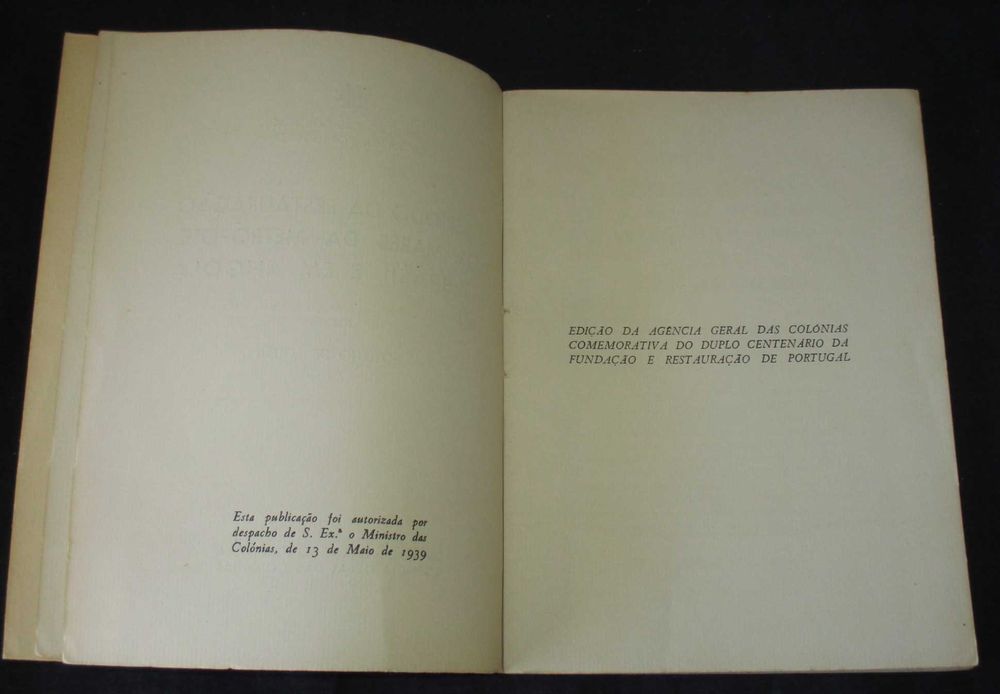 Esta publicação foi autorizada por
despacho de S. Ex.ª o Ministro das
Colónias, de 13 de Maio de 1939
EDIÇÃO DA AGÊNCIA GERAL DAS COLÓNIAS
COMEMORATIVA DO DUPLO CENTENÁRIO DA
FUNDAÇÃO E RESTAURAÇÃO DE PORTUGAL